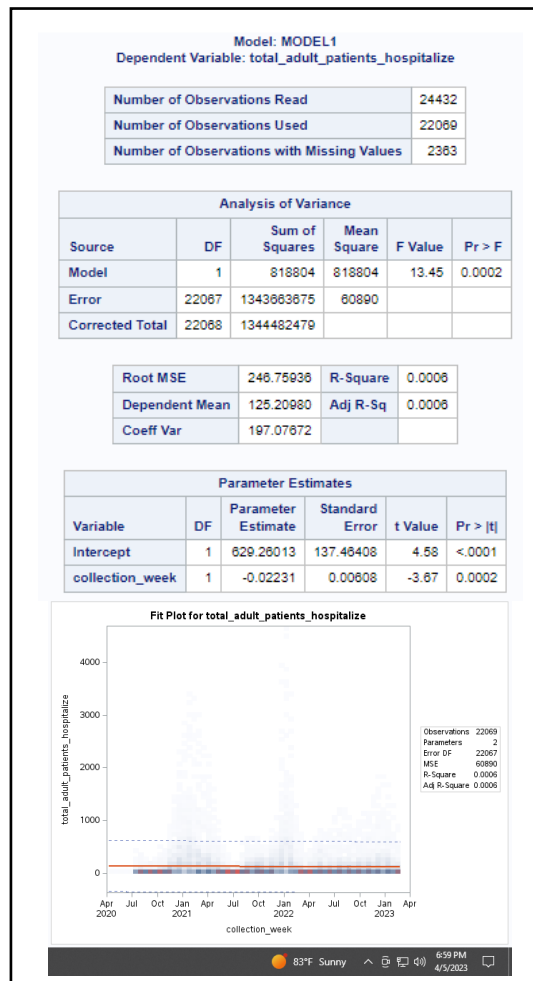 Model: MODEL1
Dependent Variable: total_adult_patients_hospitalize
Number of Observations Read 24432
Number of Observations Used 22069
Number of Observations with Missing Values 2363
Analysis of Variance
Source DF Sum of Squares Mean Square F Value Pr > F
Model 1 818804 818804 13.45 0.0002
Error 22067 1343663675 60890
Corrected Total 22068 1344482479
Root MSE 246.75936 R-Square 0.0006
Dependent Mean 125.20980 Adj R-Sq 0.0006
Coeff Var 197.07672
Parameter Estimates
Variable DF Parameter Estimate Standard Error t Value Pr > |t|
Intercept 1 629.26013 137.46408 4.58 <.0001
collection_week 1 -0.02231 0.00608 -3.67 0.0002
Fit Plot for total_adult_patients_hospitalize
total_adult_patients_hospitalize
4000
3000
2000
1000
0
Apr Jul Oct Jan Apr Jul Oct Jan Apr Jul Oct Jan Apr
2020 2021 2022 2023
collection_week
Observations 22069
Parameters 2
Error DF 22067
MSE 60890
R-Square 0.0006
Adj R-Square 0.0006
83°F Sunny
6:59 PM
4/5/2023